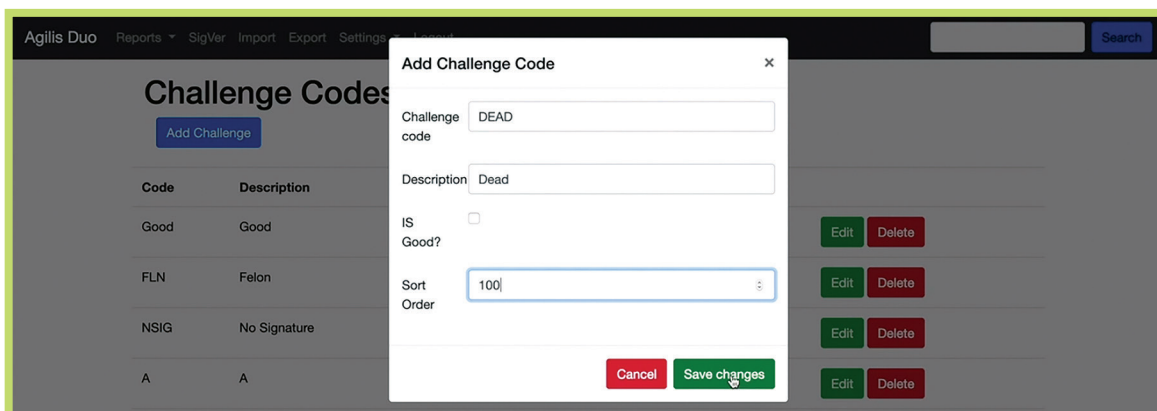 Agilis Duo Reports SigVer Import Export Settings Logout Search
Challenge Codes
Add Challenge
Code Description
Good Good Edit Delete
FLN Felon Edit Delete
NSIG No Signature Edit Delete
A A Edit Delete
Add Challenge Code ×
Challenge code DEAD
Description Dead
IS Good?
Sort Order 100
Cancel Save changes